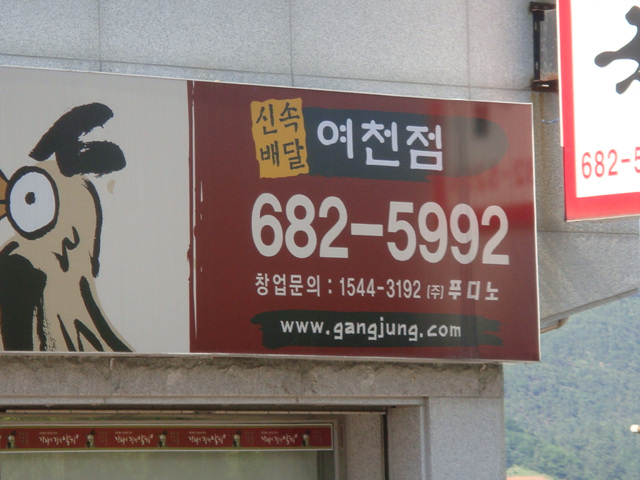 신속
배달
여천점
682-5992
창업문의 : 1544-3192 (주)푸디노
www.gangjung.com
682-5